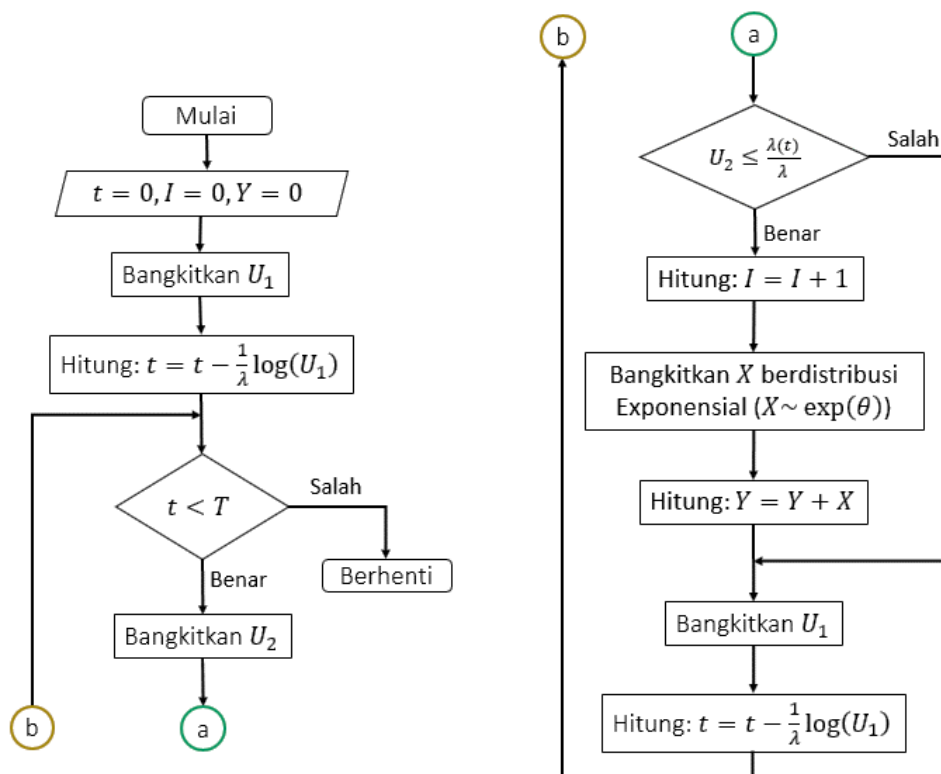 Mulai
t = 0, I = 0, Y = 0
Bangkitkan U₁
Hitung: t = t − 1/λ log(U₁)
t < T
Salah
Berhenti
Benar
Bangkitkan U₂
b
a
b
a
U₂ ≤ λ(t)/λ
Salah
Benar
Hitung: I = I + 1
Bangkitkan X berdistribusi
Exponensial (X~ exp(θ))
Hitung: Y = Y + X
Bangkitkan U₁
Hitung: t = t − 1/λ log(U₁)